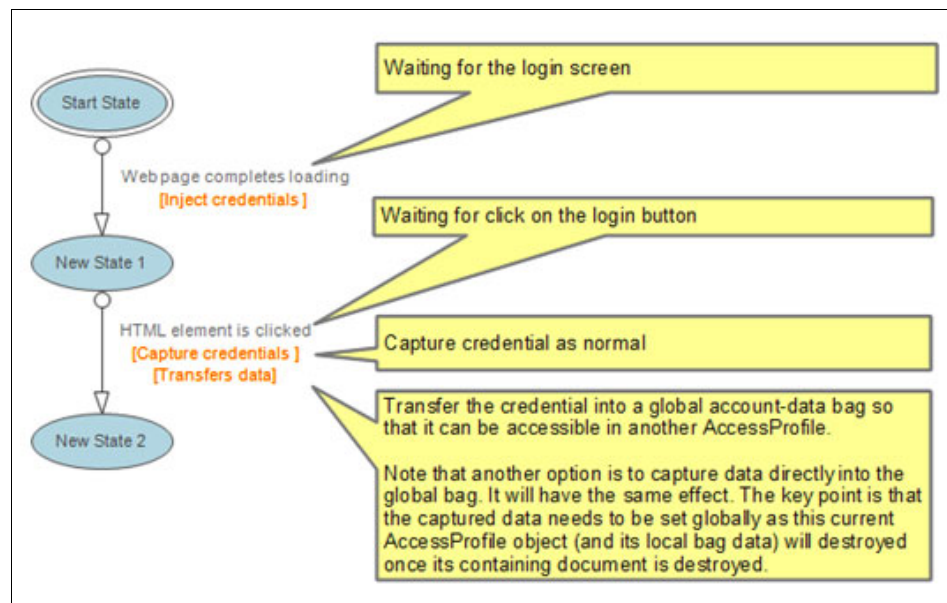 Waiting for the login screen
Start State
Web page completes loading
[Inject credentials ]
Waiting for click on the login button
New State 1
HTML element is clicked
[Capture credentials ]
[Transfers data]
Capture credential as normal
New State 2
Transfer the credential into a global account-data bag so
that it can be accessible in another AccessProfile.
Note that another option is to capture data directly into the
global bag. It will have the same effect. The key point is that
the captured data needs to be set globally as this current
AccessProfile object (and its local bag data) will destroyed
once its containing document is destroyed.